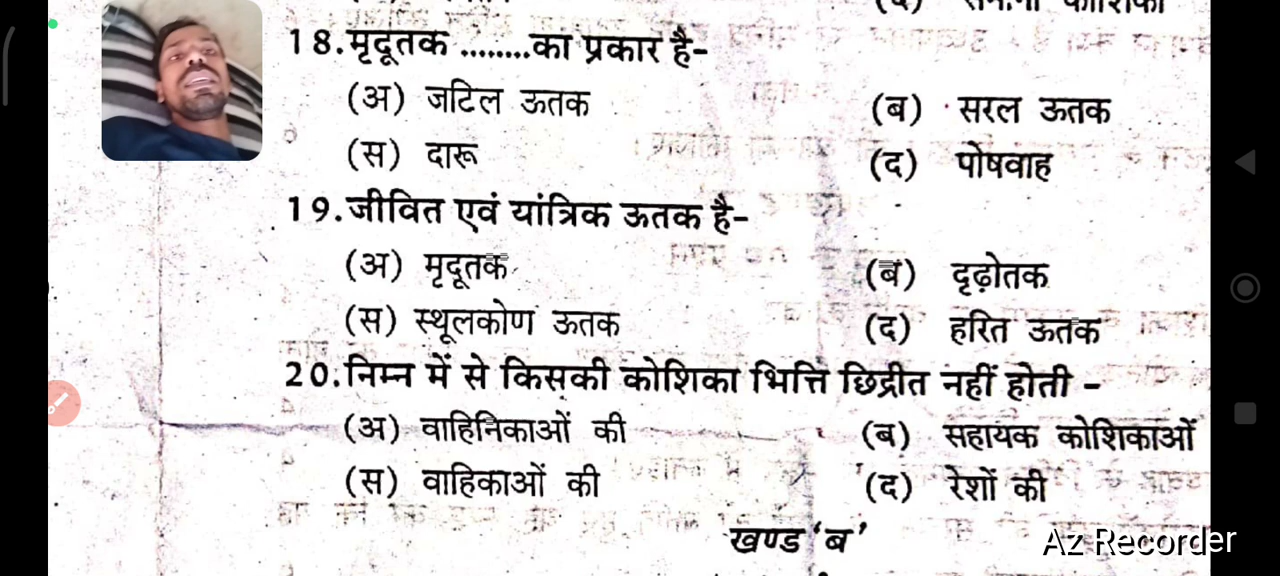 (द) समिनी कोशिका
18.मृदूतक ........का प्रकार है-
(अ) जटिल ऊतक (ब) सरल ऊतक
(स) दारू (द) पोषवाह
19.जीवित एवं यांत्रिक ऊतक है-
(अ) मृदूतक (ब) दृढ़ोतक
(स) स्थूलकोण ऊतक (द) हरित ऊतक
20.निम्न में से किसकी कोशिका भित्ति छिद्रीत नहीं होती -
(अ) वाहिनिकाओं की (ब) सहायक कोशिकाओं
(स) वाहिकाओं की (द) रेशों की
खण्ड 'ब'
Az Recorder